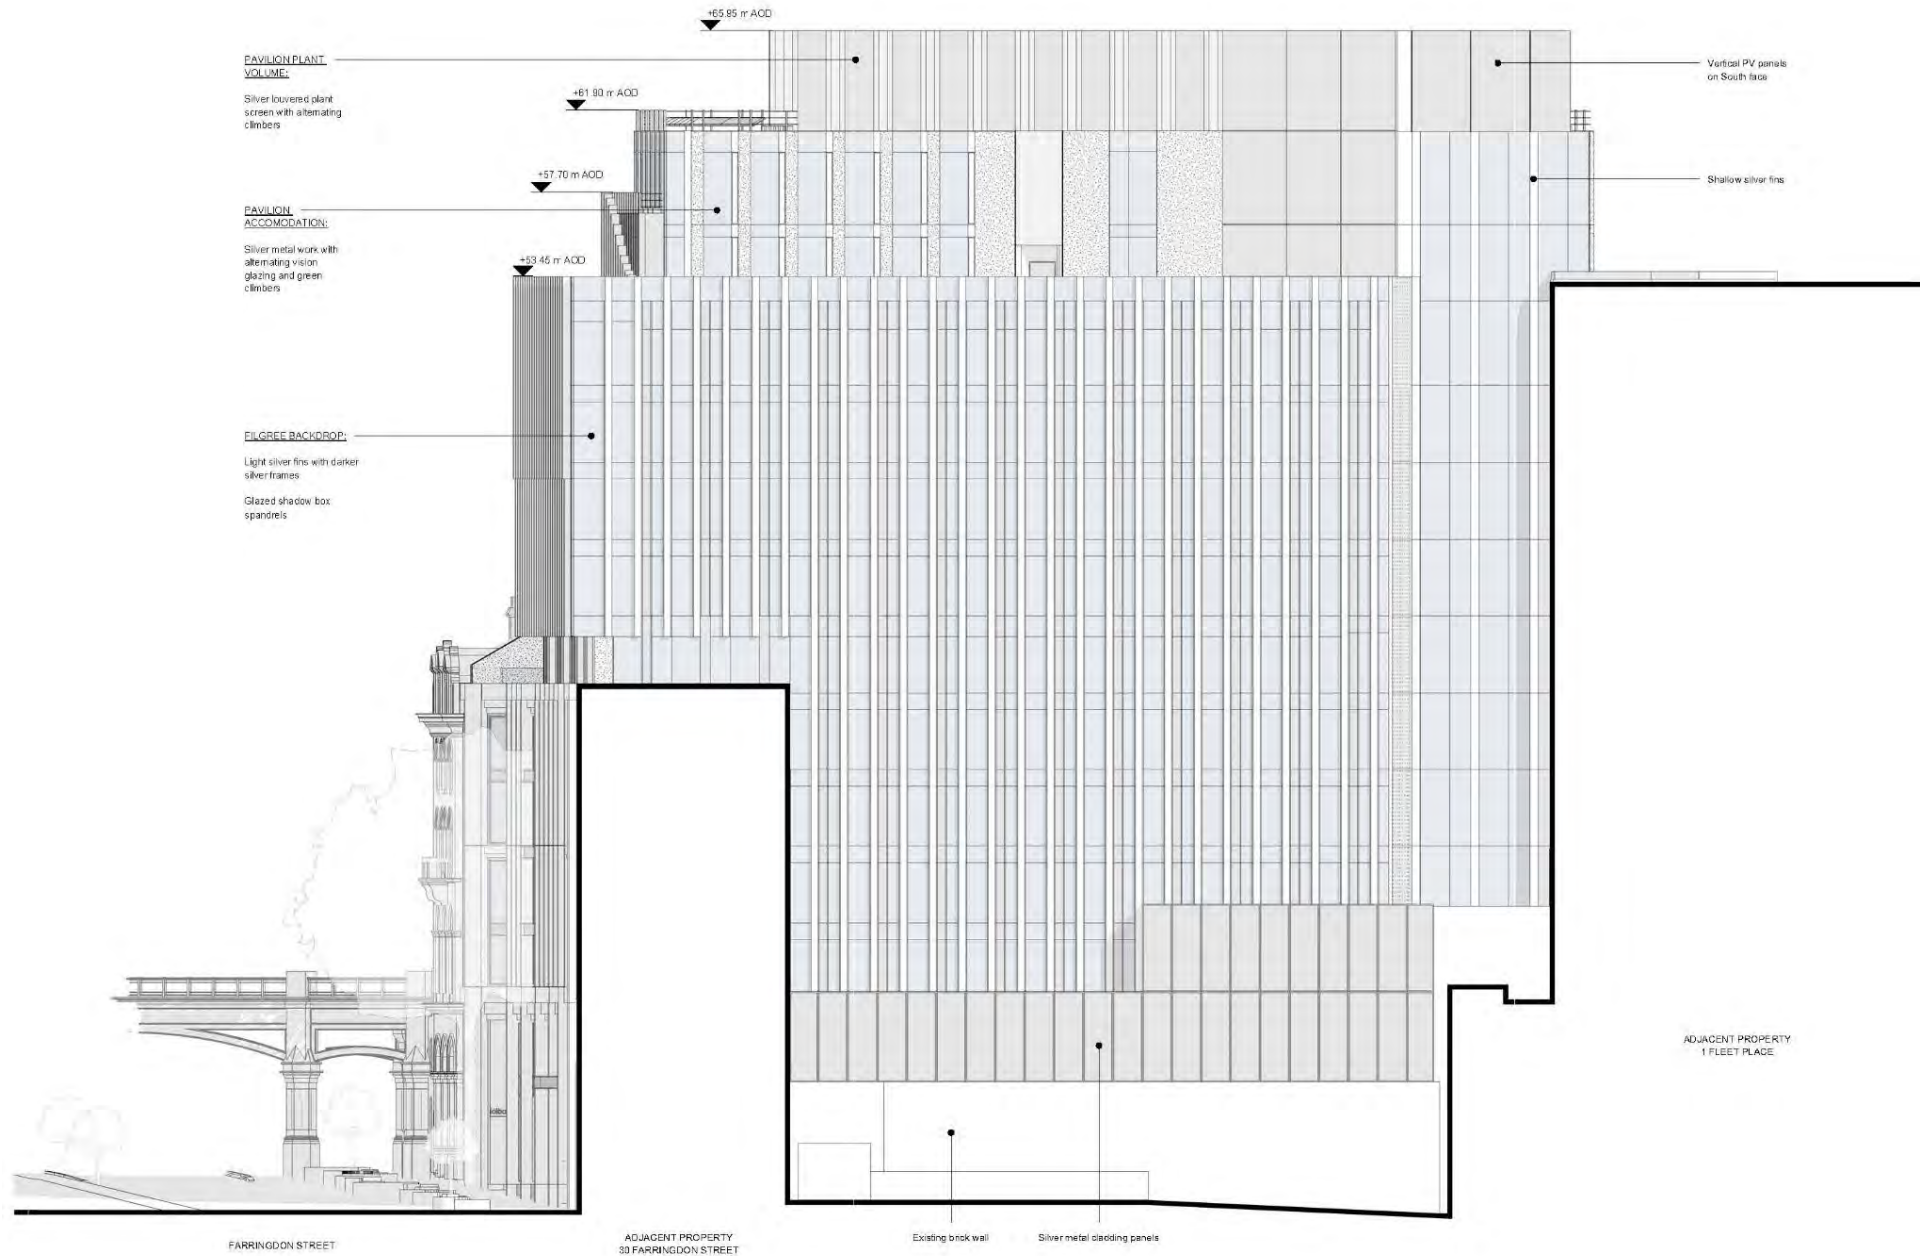 +65.95 m AOD
PAVILION PLANT
VOLUME:
Silver louvered plant
screen with alternating
climbers
Vertical PV panels
on South face
+61.90 m AOD
+57.70 m AOD
Shallow silver fins
PAVILION
ACCOMODATION:
Silver metal work with
alternating vision
glazing and green
climbers
+53.45 m AOD
FILGREE BACKDROP:
Light silver fins with darker
silver frames
Glazed shadow box
spandrels
ADJACENT PROPERTY
1 FLEET PLACE
FARRINGDON STREET
ADJACENT PROPERTY
30 FARRINGDON STREET
Existing brick wall
Silver metal cladding panels